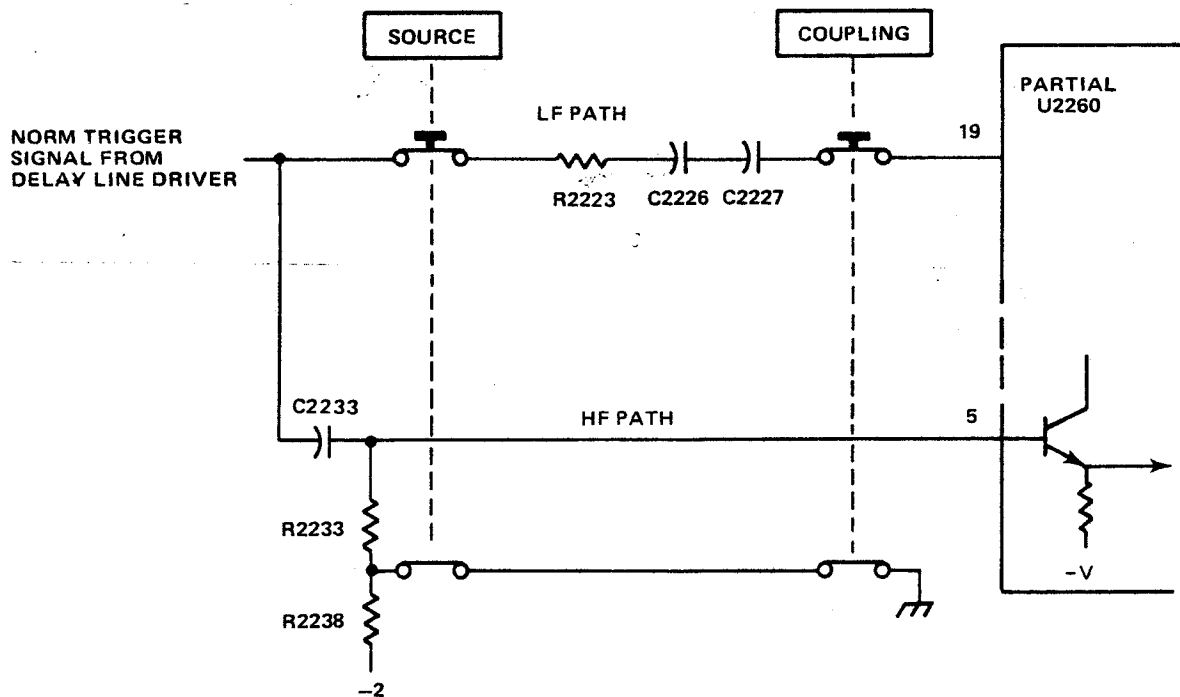 SOURCE
COUPLING
PARTIAL
U2260
NORM TRIGGER
SIGNAL FROM
DELAY LINE DRIVER
LF PATH
19
R2223
C2226
C2227
C2233
HF PATH
5
R2233
R2238
-2
-V